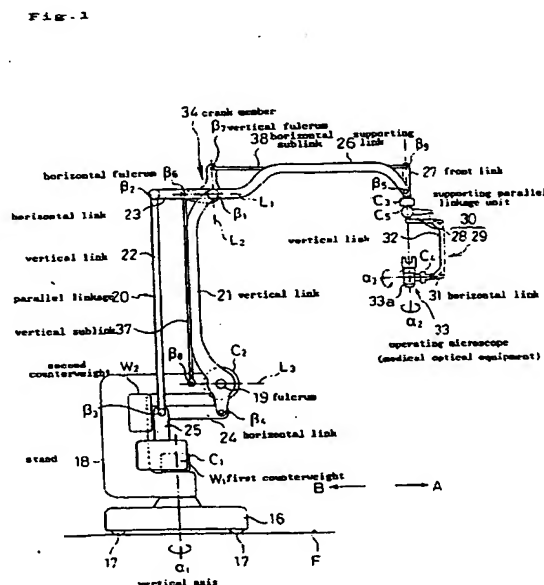 Fig. 1
34 crank member
β7 vertical fulcrum
38 horizontal sublink
supporting link
26
β9
horizontal fulcrum
β6
β2
27 front link
β5
23
β1
L1
C3
C5
supporting parallel linkage unit
horizontal link
L2
30
22
vertical link
32
28 29
vertical link
C4
parallel linkage 20
21 vertical link
α3
31 horizontal link
33a
vertical sublink
37
α2
33
operating microscope
(medical optical equipment)
C2
second counterweight
W2
β8
L3
19 fulcrum
β3
β4
25
24 horizontal link
stand
C1
18
W1 first counterweight
B
A
16
17
17
F
α1
vertical axis